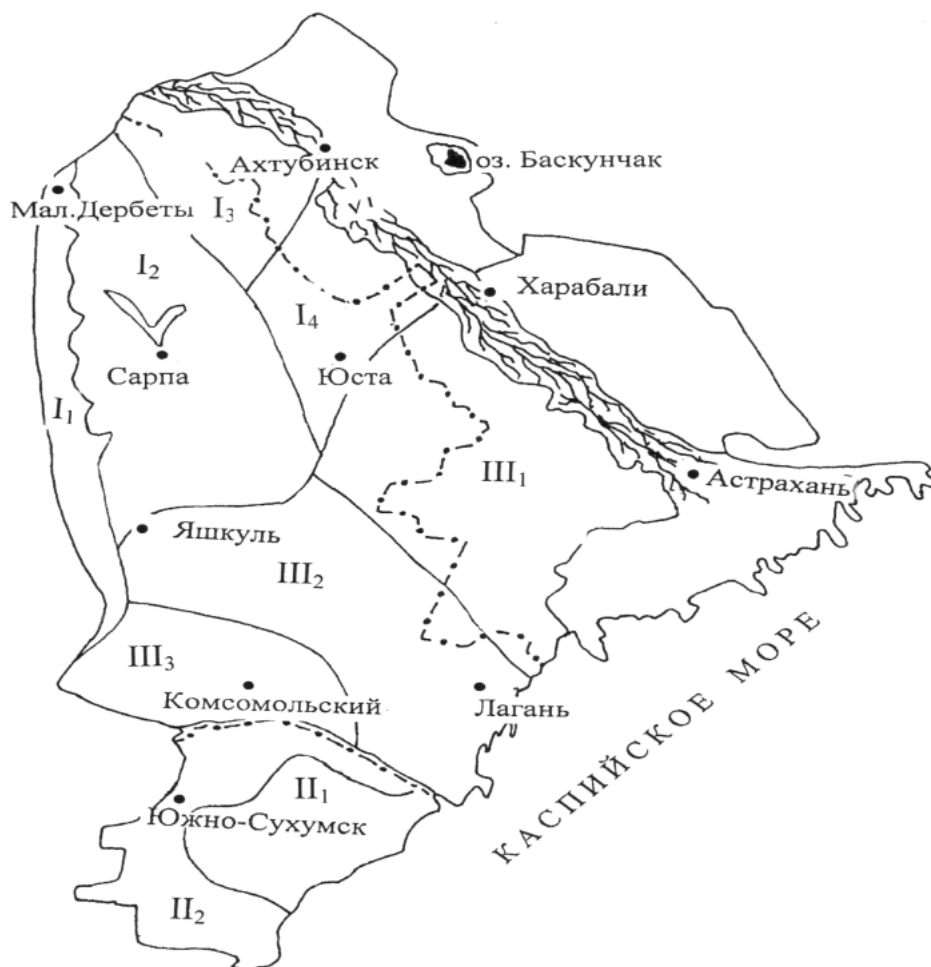 Ахтубинск
оз. Баскунчак
Мал. Дербеты
I₃
I₂
Харабали
I₄
Сарпа
Юста
I₁
III₁
Астрахань
Яшкуль
III₂
III₃
Комсомольский
Лагань
КАСПИЙСКОЕ МОРЕ
II₁
Южно-Сухумск
II₂